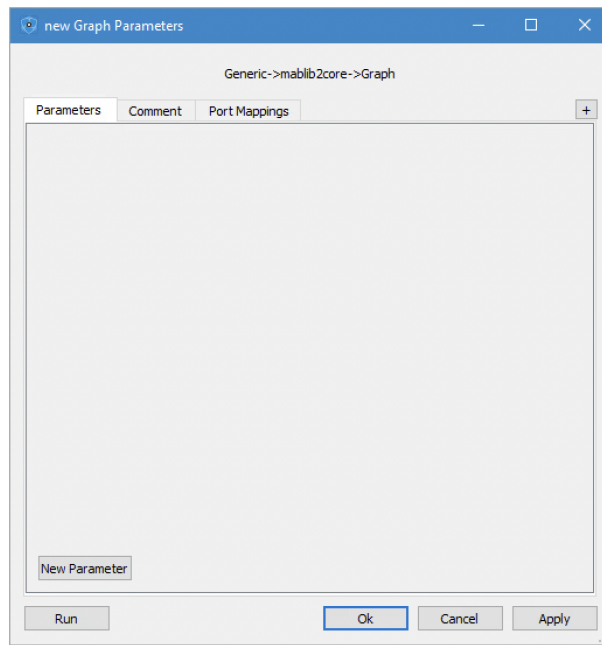 new Graph Parameters
Generic->mablib2core->Graph
Parameters Comment Port Mappings +
New Parameter
Run Ok Cancel Apply